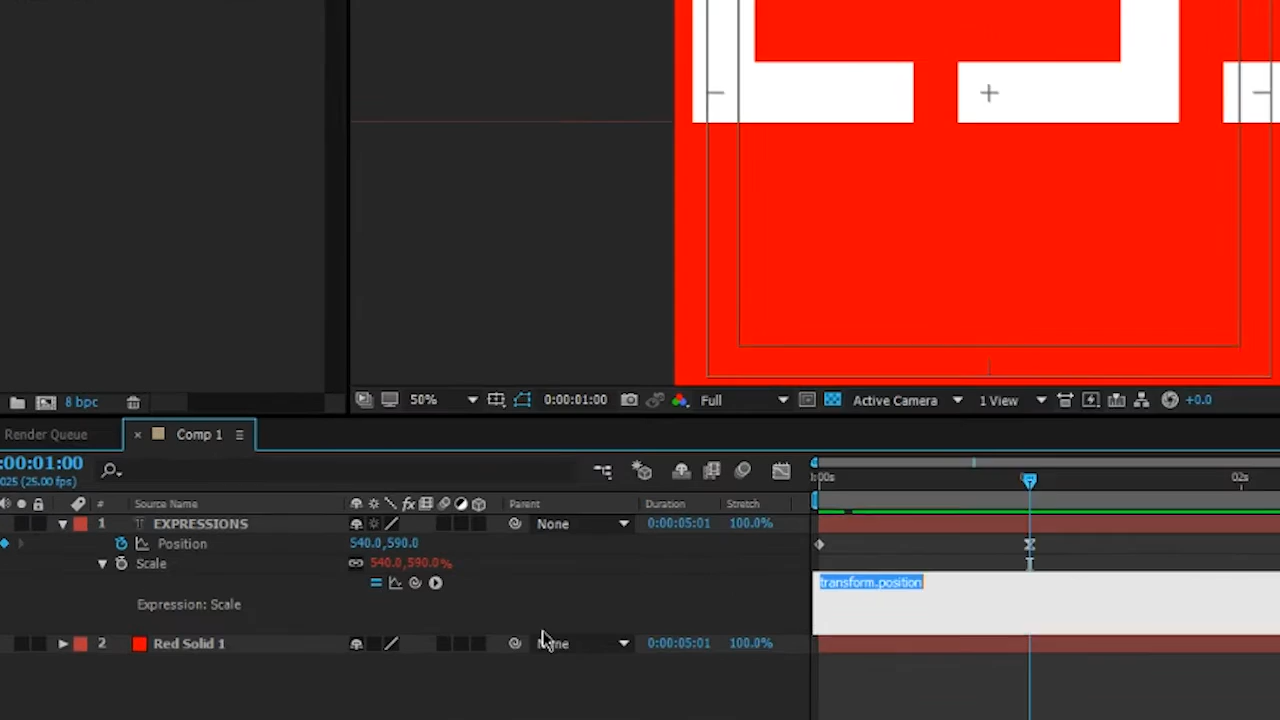 8 bpc
50%
0:00:01:00
Full
Active Camera
1 View
+0.0
Render Queue
× Comp 1
:00:01:00
025 (25.00 fps)
# Source Name
Parent
Duration
Stretch
:00s
02s
1 T EXPRESSIONS
None
0:00:05:01
100.0%
Position
540.0,590.0
Scale
540.0,590.0%
transform.position
Expression: Scale
2 Red Solid 1
None
0:00:05:01
100.0%